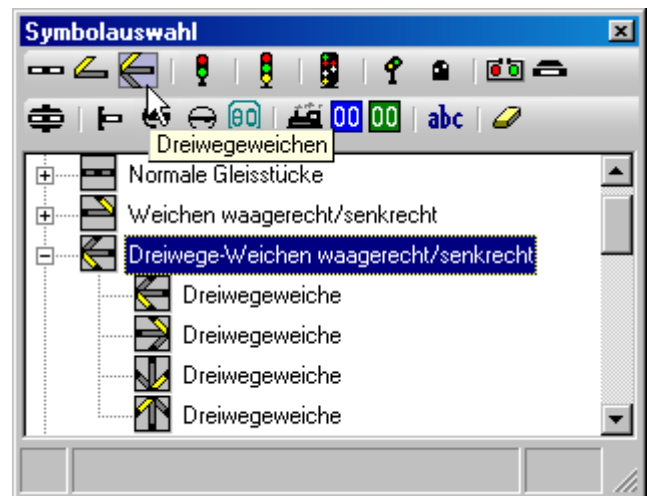 Symbolauswahl
00 00 abc
Dreiwegeweichen
Normale Gleisstücke
Weichen waagerecht/senkrecht
Dreiwege-Weichen waagerecht/senkrecht
Dreiwegeweiche
Dreiwegeweiche
Dreiwegeweiche
Dreiwegeweiche